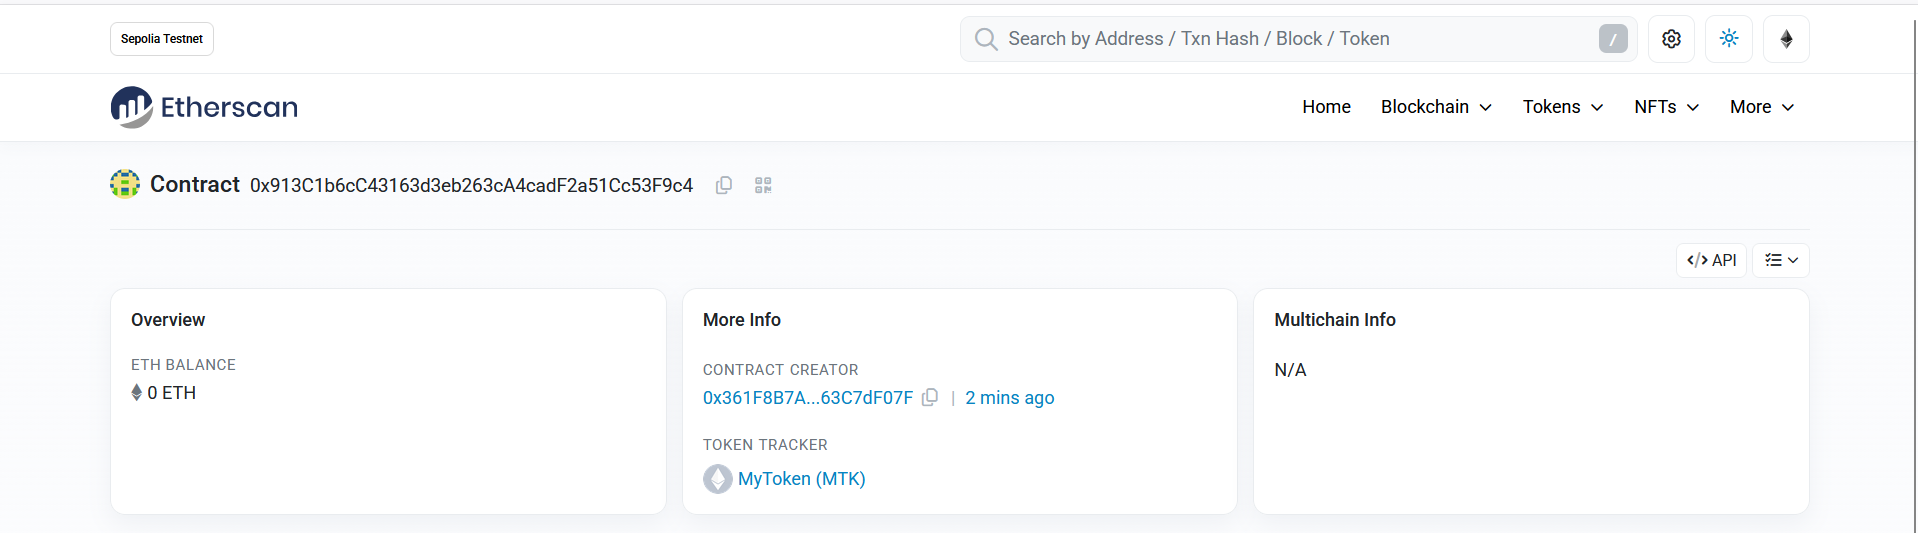 Sepolia Testnet
Search by Address / Txn Hash / Block / Token
/
Etherscan
Home Blockchain Tokens NFTs More
Contract 0x913C1b6cC43163d3eb263cA4cadF2a51Cc53F9c4
</> API
Overview
ETH BALANCE
0 ETH
More Info
CONTRACT CREATOR
0x361F8B7A...63C7dF07F | 2 mins ago
TOKEN TRACKER
MyToken (MTK)
Multichain Info
N/A